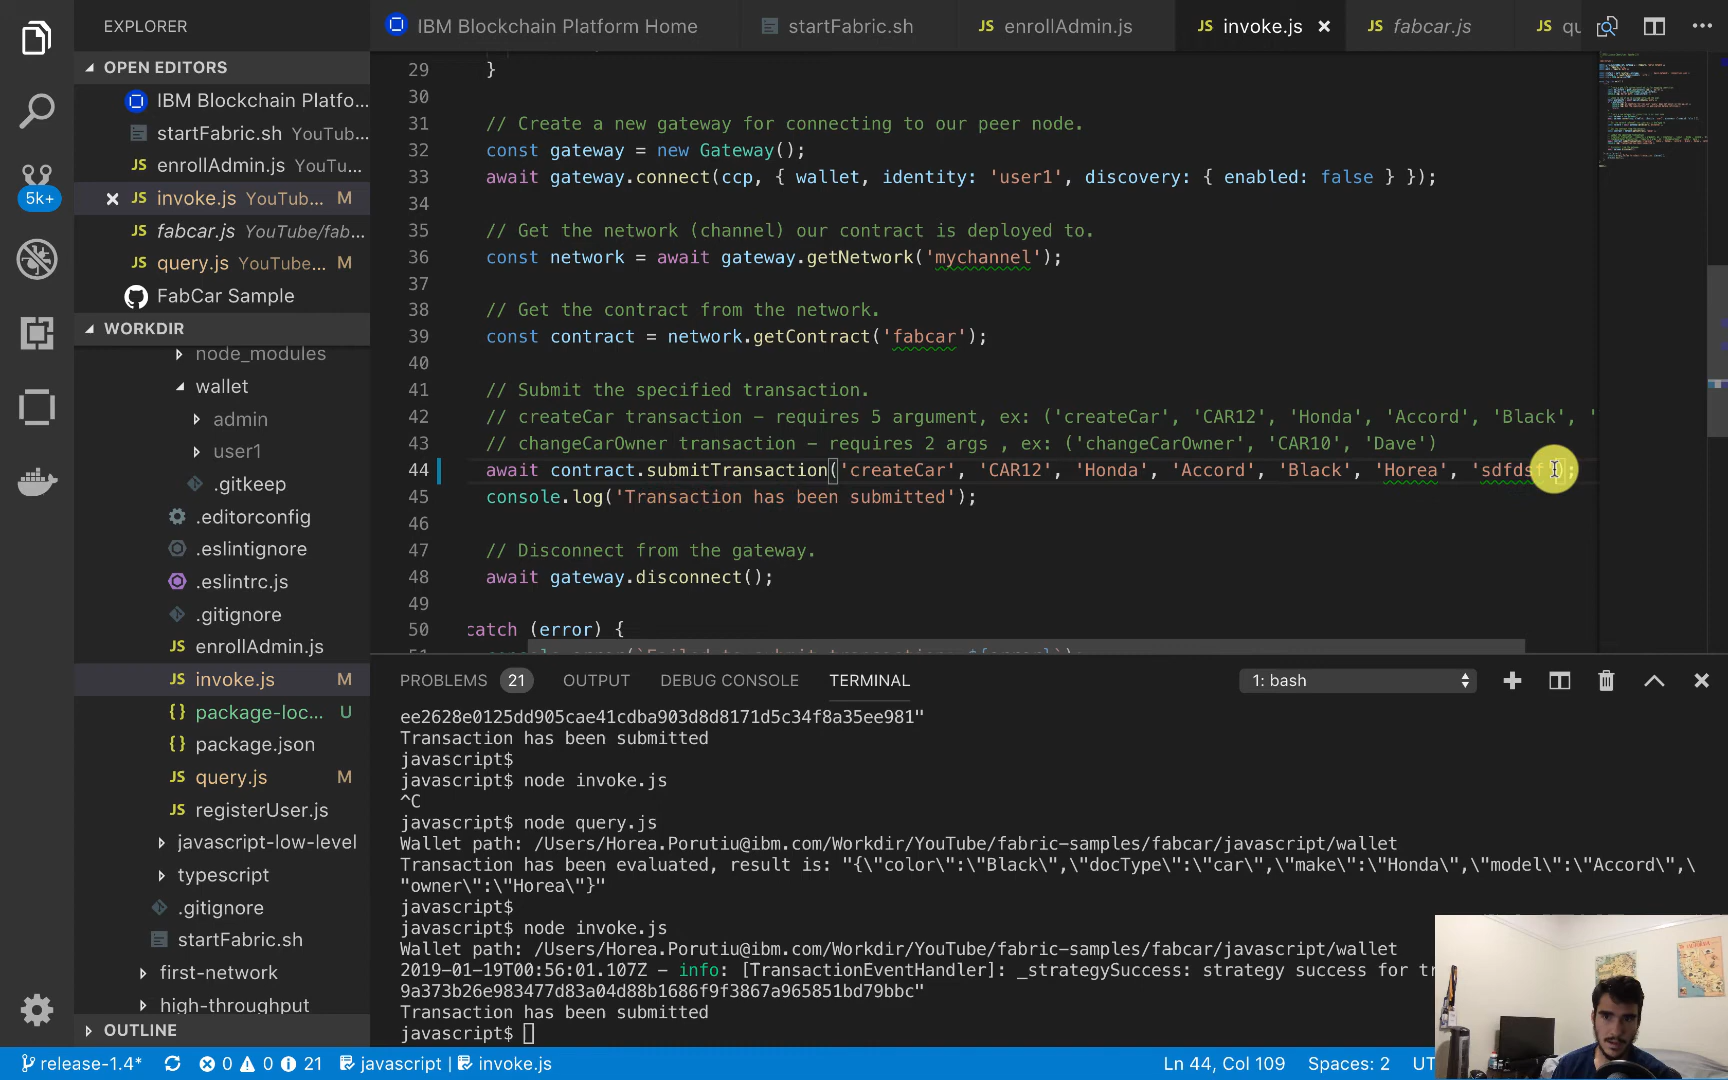 EXPLORER
OPEN EDITORS
IBM Blockchain Platfo...
startFabric.sh YouTub...
JS enrollAdmin.js YouTu...
JS invoke.js YouTub... M
JS fabcar.js YouTube/fab...
JS query.js YouTube... M
FabCar Sample
WORKDIR
node_modules
wallet
admin
user1
.gitkeep
.editorconfig
.eslintignore
.eslintrc.js
.gitignore
JS enrollAdmin.js
JS invoke.js M
{} package-loc... U
{} package.json
JS query.js M
JS registerUser.js
javascript-low-level
typescript
.gitignore
startFabric.sh
first-network
high-throughput
OUTLINE
5k+
IBM Blockchain Platform Home
startFabric.sh
JS enrollAdmin.js
JS invoke.js
JS fabcar.js
JS qu
29 }
30
31 // Create a new gateway for connecting to our peer node.
32 const gateway = new Gateway();
33 await gateway.connect(ccp, { wallet, identity: 'user1', discovery: { enabled: false } });
34
35 // Get the network (channel) our contract is deployed to.
36 const network = await gateway.getNetwork('mychannel');
37
38 // Get the contract from the network.
39 const contract = network.getContract('fabcar');
40
41 // Submit the specified transaction.
42 // createCar transaction - requires 5 argument, ex: ('createCar', 'CAR12', 'Honda', 'Accord', 'Black', '
43 // changeCarOwner transaction - requires 2 args , ex: ('changeCarOwner', 'CAR10', 'Dave')
44 await contract.submitTransaction('createCar', 'CAR12', 'Honda', 'Accord', 'Black', 'Horea', 'sdfdsf');
45 console.log('Transaction has been submitted');
46
47 // Disconnect from the gateway.
48 await gateway.disconnect();
49
50 catch (error) {
PROBLEMS 21 OUTPUT DEBUG CONSOLE TERMINAL 1: bash
ee2628e0125dd905cae41cdba903d8d8171d5c34f8a35ee981"
Transaction has been submitted
javascript$
javascript$ node invoke.js
^C
javascript$ node query.js
Wallet path: /Users/Horea.Porutiu@ibm.com/Workdir/YouTube/fabric-samples/fabcar/javascript/wallet
Transaction has been evaluated, result is: "{\"color\":\"Black\",\"docType\":\"car\",\"make\":\"Honda\",\"model\":\"Accord\",\
"owner\":\"Horea\"}"
javascript$
javascript$ node invoke.js
Wallet path: /Users/Horea.Porutiu@ibm.com/Workdir/YouTube/fabric-samples/fabcar/javascript/wallet
2019-01-19T00:56:01.107Z - info: [TransactionEventHandler]: _strategySuccess: strategy success for tr
9a373b26e983477d83a04d88b1686f9f3867a965851bd79bbc"
Transaction has been submitted
javascript$
release-1.4* 0 0 21 javascript | invoke.js Ln 44, Col 109 Spaces: 2 UT